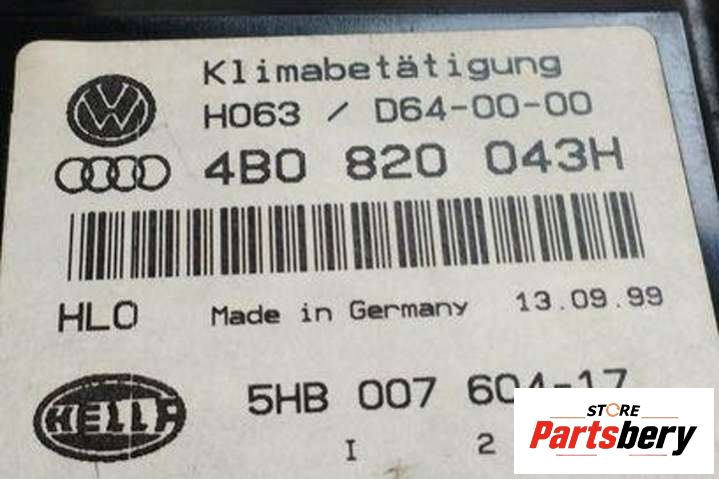 Klimabetätigung
H063 / D64-00-00
4B0 820 043H
HLO Made in Germany 13.09.99
HELLA 5HB 007 604-17
I 2
STORE
Partsbery